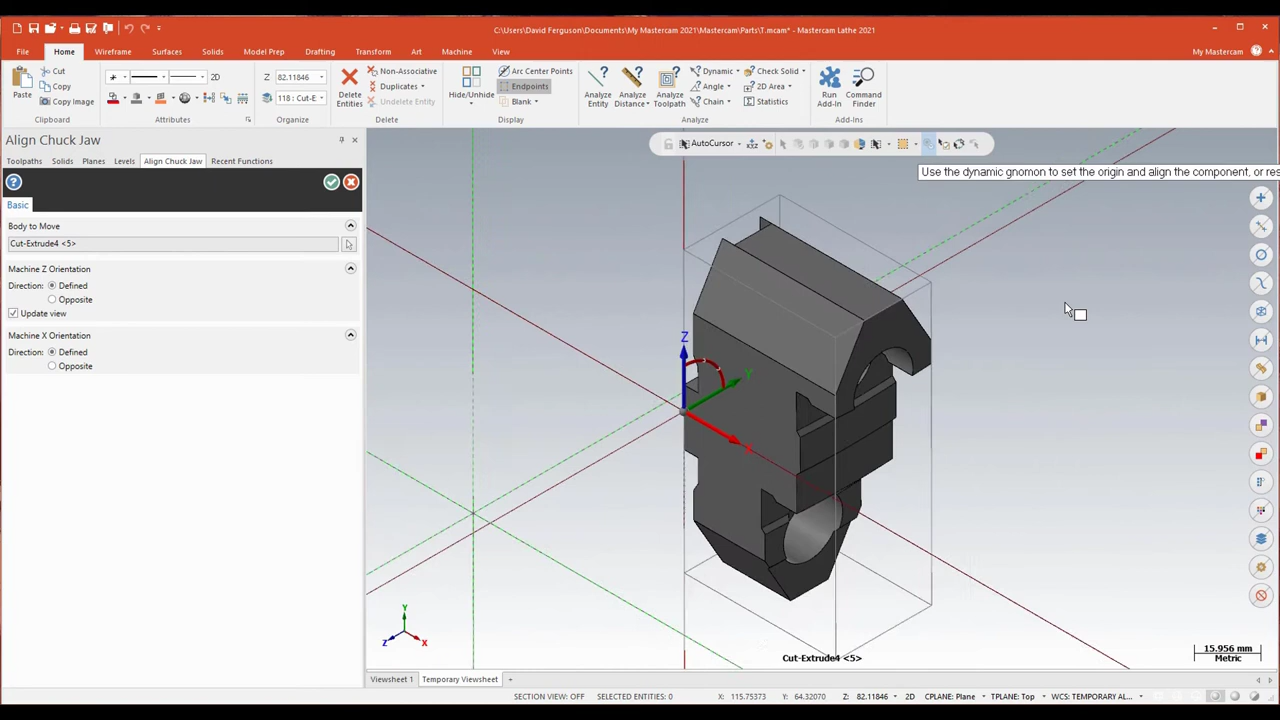 C:\Users\David Ferguson\Documents\My Mastercam 2021\Mastercam\Parts\T.mcam* - Mastercam Lathe 2021
File Home Wireframe Surfaces Solids Model Prep Drafting Transform Art Machine View My Mastercam
Paste Cut Copy Copy Image Clipboard
2D Attributes
Z 82.11846 118 : Cut-E Organize
Delete Entities Non-Associative Duplicates Undelete Entity Delete
Hide/Unhide Arc Center Points Endpoints Blank Display
Analyze Entity Analyze Distance Analyze Toolpath Dynamic Angle Chain Check Solid 2D Area Statistics Analyze
Run Add-In Command Finder Add-Ins
Align Chuck Jaw
Toolpaths Solids Planes Levels Align Chuck Jaw Recent Functions
Basic
Body to Move
Cut-Extrude4 <5>
Machine Z Orientation
Direction: Defined
Opposite
Update view
Machine X Orientation
Direction: Defined
Opposite
AutoCursor
Use the dynamic gnomon to set the origin and align the component, or res
Z
Y
X
Y
Z X
Cut-Extrude4 <5>
15.956 mm
Metric
Viewsheet 1 Temporary Viewsheet +
SECTION VIEW: OFF SELECTED ENTITIES: 0 X: 115.75373 Y: 64.32070 Z: 82.11846 2D CPLANE: Plane TPLANE: Top WCS: TEMPORARY AL...